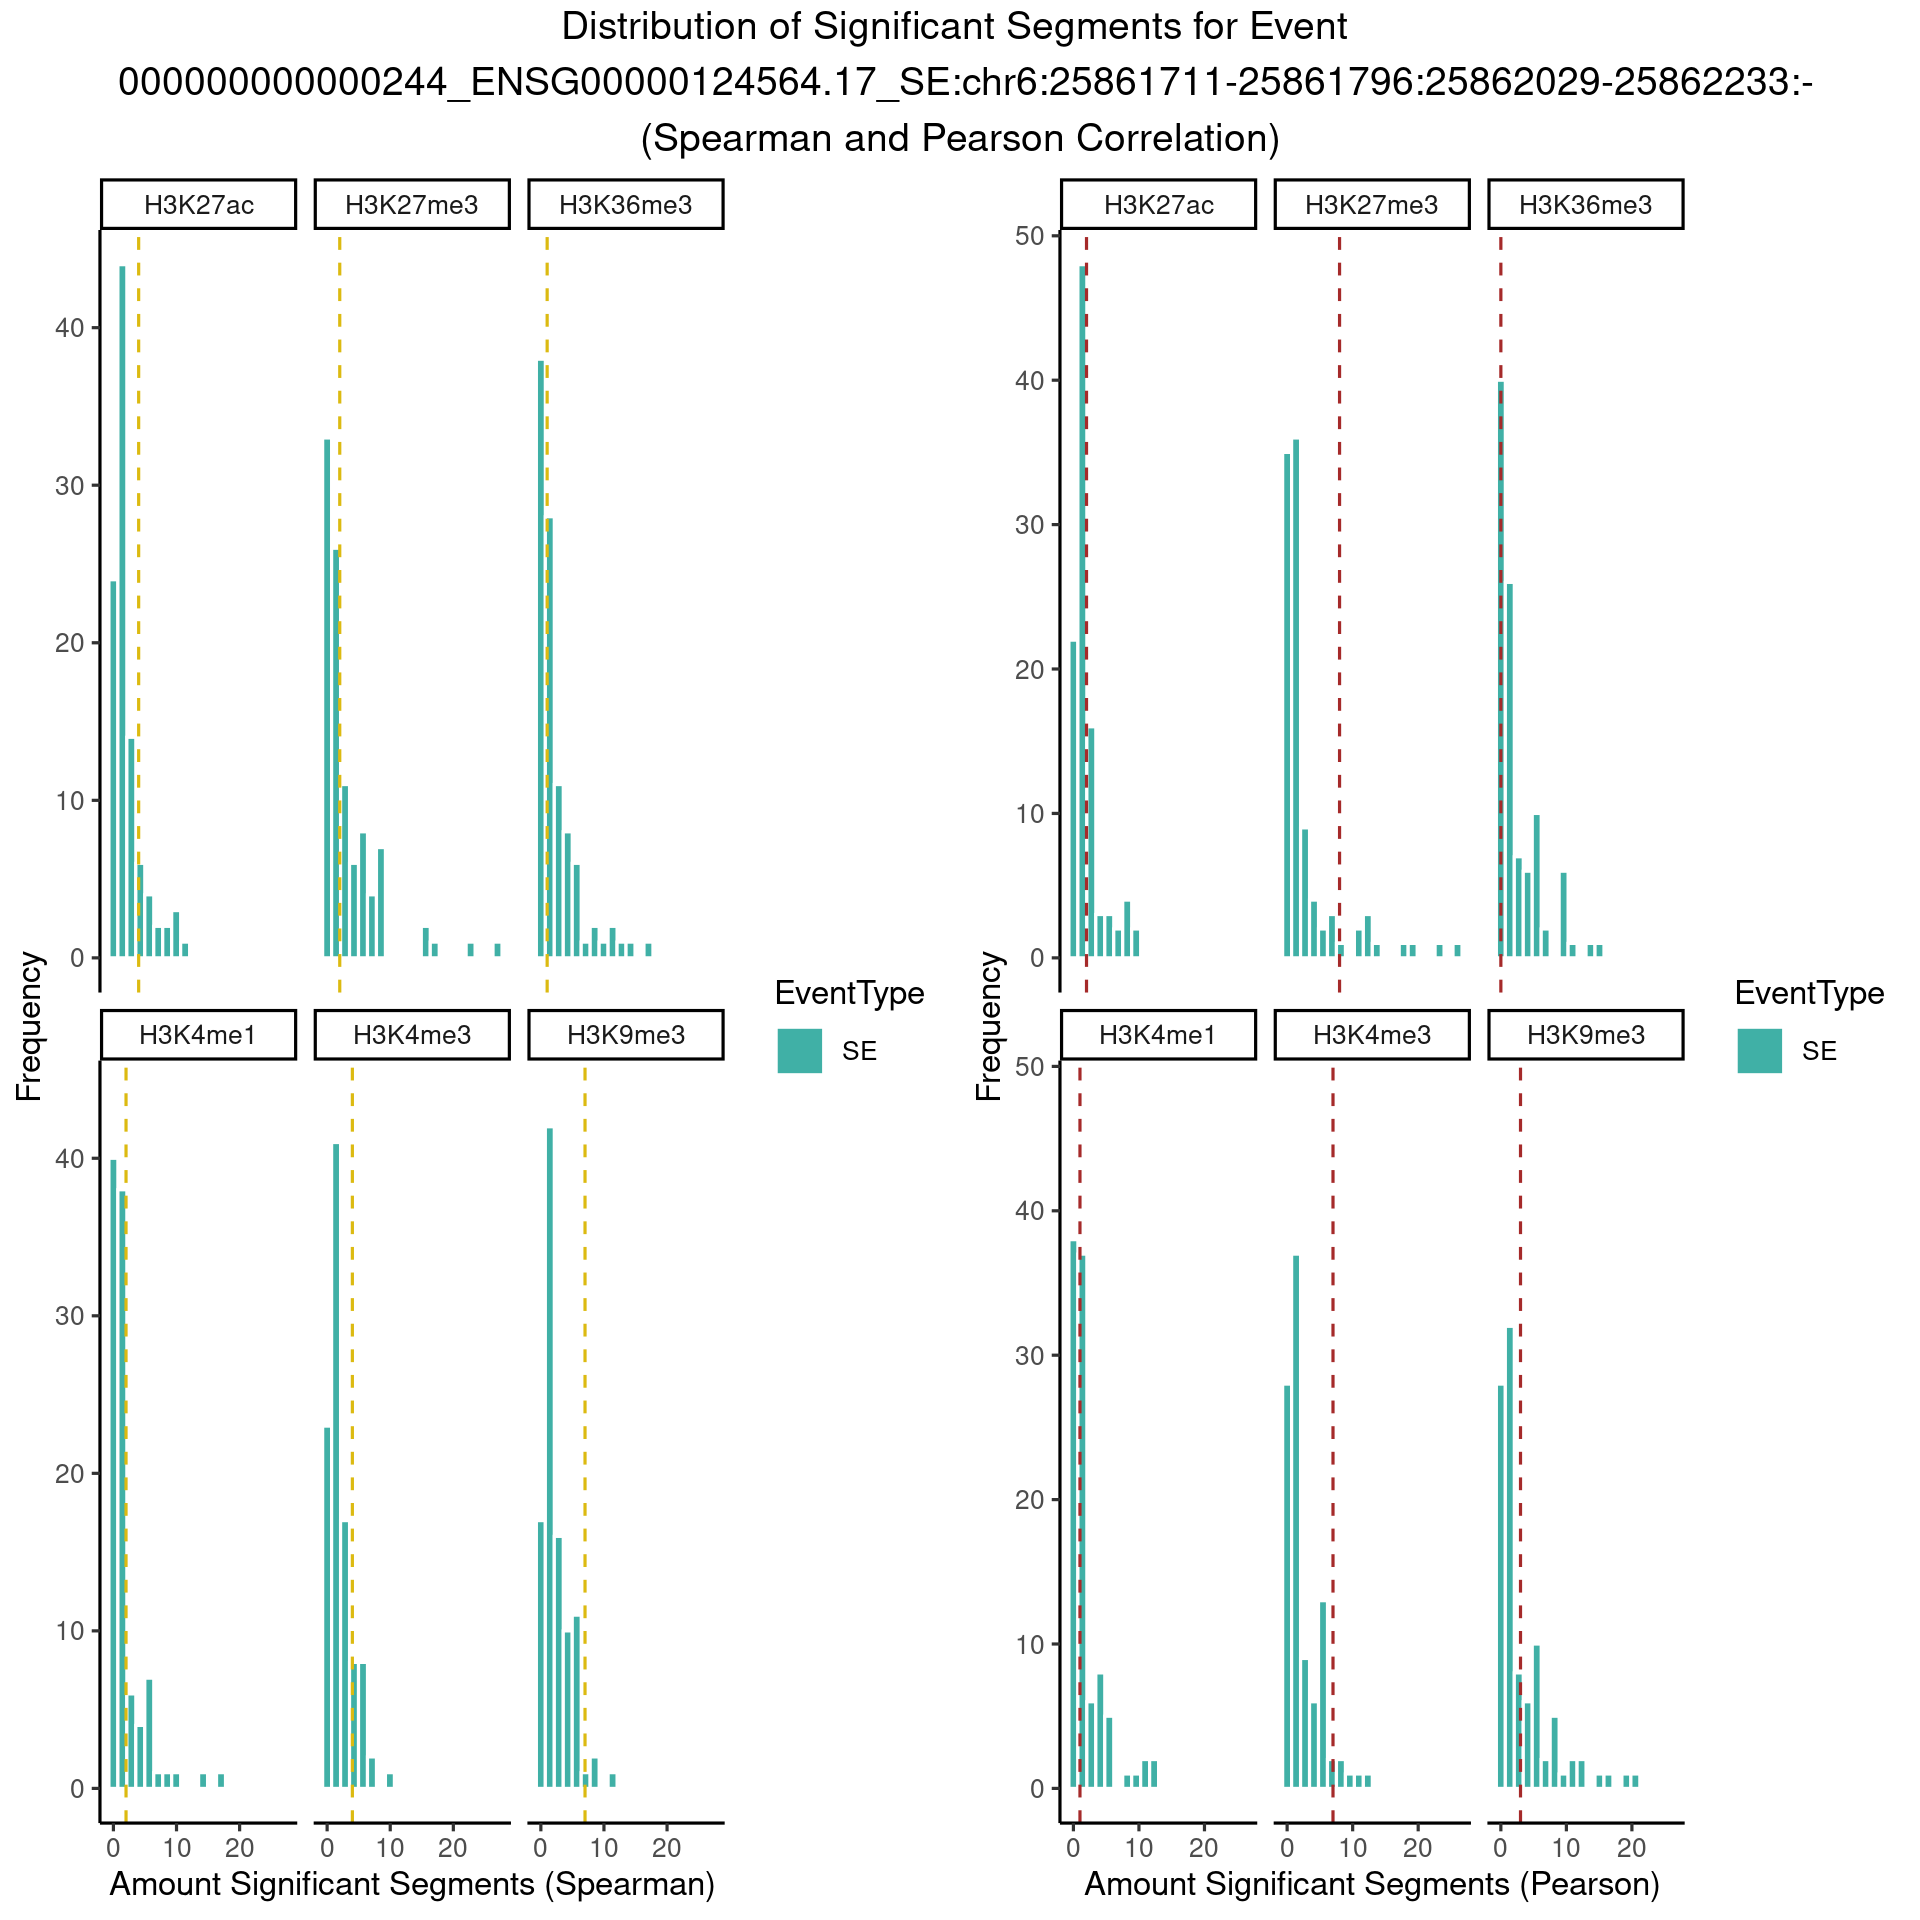 Distribution of Significant Segments for Event
000000000000244_ENSG00000124564.17_SE:chr6:25861711-25861796:25862029-25862233:-
(Spearman and Pearson Correlation)
H3K27ac H3K27me3 H3K36me3
40
30
20
10
0
H3K4me1 H3K4me3 H3K9me3
40
30
20
10
0
0 10 20 0 10 20 0 10 20
Frequency
Amount Significant Segments (Spearman)
EventType
SE
H3K27ac H3K27me3 H3K36me3
50
40
30
20
10
0
H3K4me1 H3K4me3 H3K9me3
50
40
30
20
10
0
0 10 20 0 10 20 0 10 20
Frequency
Amount Significant Segments (Pearson)
EventType
SE